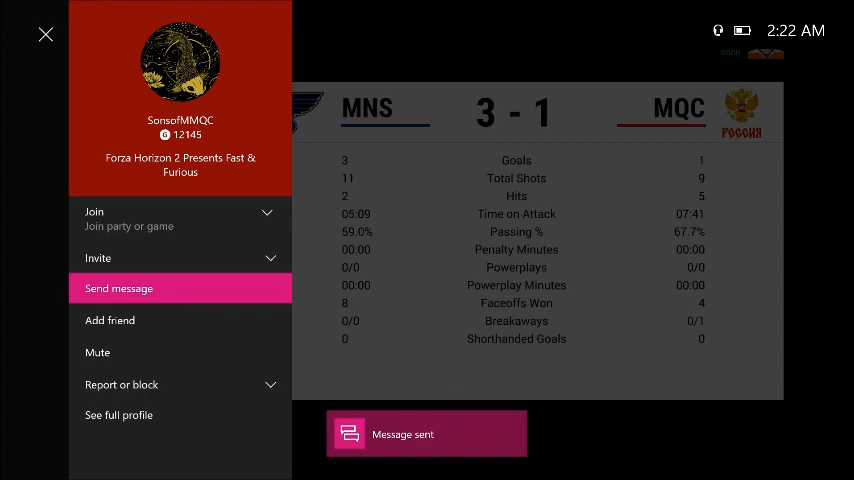 2:22 AM
GOOD
SonsofMMQC
G 12145
Forza Horizon 2 Presents Fast &
Furious
Join
Join party or game
Invite
Send message
Add friend
Mute
Report or block
See full profile
MNS 3 - 1 MQC
РОССИЯ
3 Goals 1
11 Total Shots 9
2 Hits 5
05:09 Time on Attack 07:41
59.0% Passing % 67.7%
00:00 Penalty Minutes 00:00
0/0 Powerplays 0/0
00:00 Powerplay Minutes 00:00
8 Faceoffs Won 4
0/0 Breakaways 0/1
0 Shorthanded Goals 0
Message sent